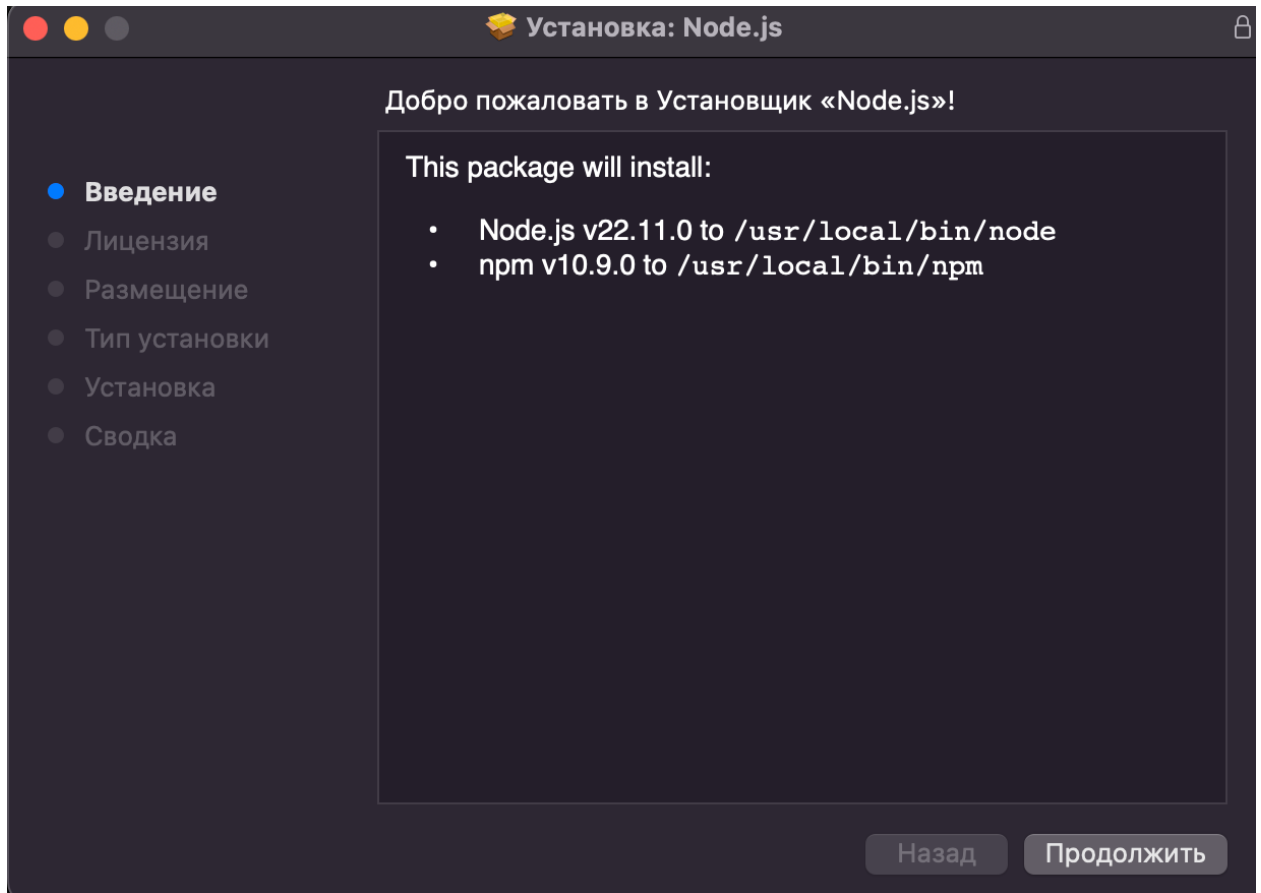 Установка: Node.js
Добро пожаловать в Установщик «Node.js»!
Введение
Лицензия
Размещение
Тип установки
Установка
Сводка
This package will install:
• Node.js v22.11.0 to /usr/local/bin/node
• npm v10.9.0 to /usr/local/bin/npm
Назад
Продолжить